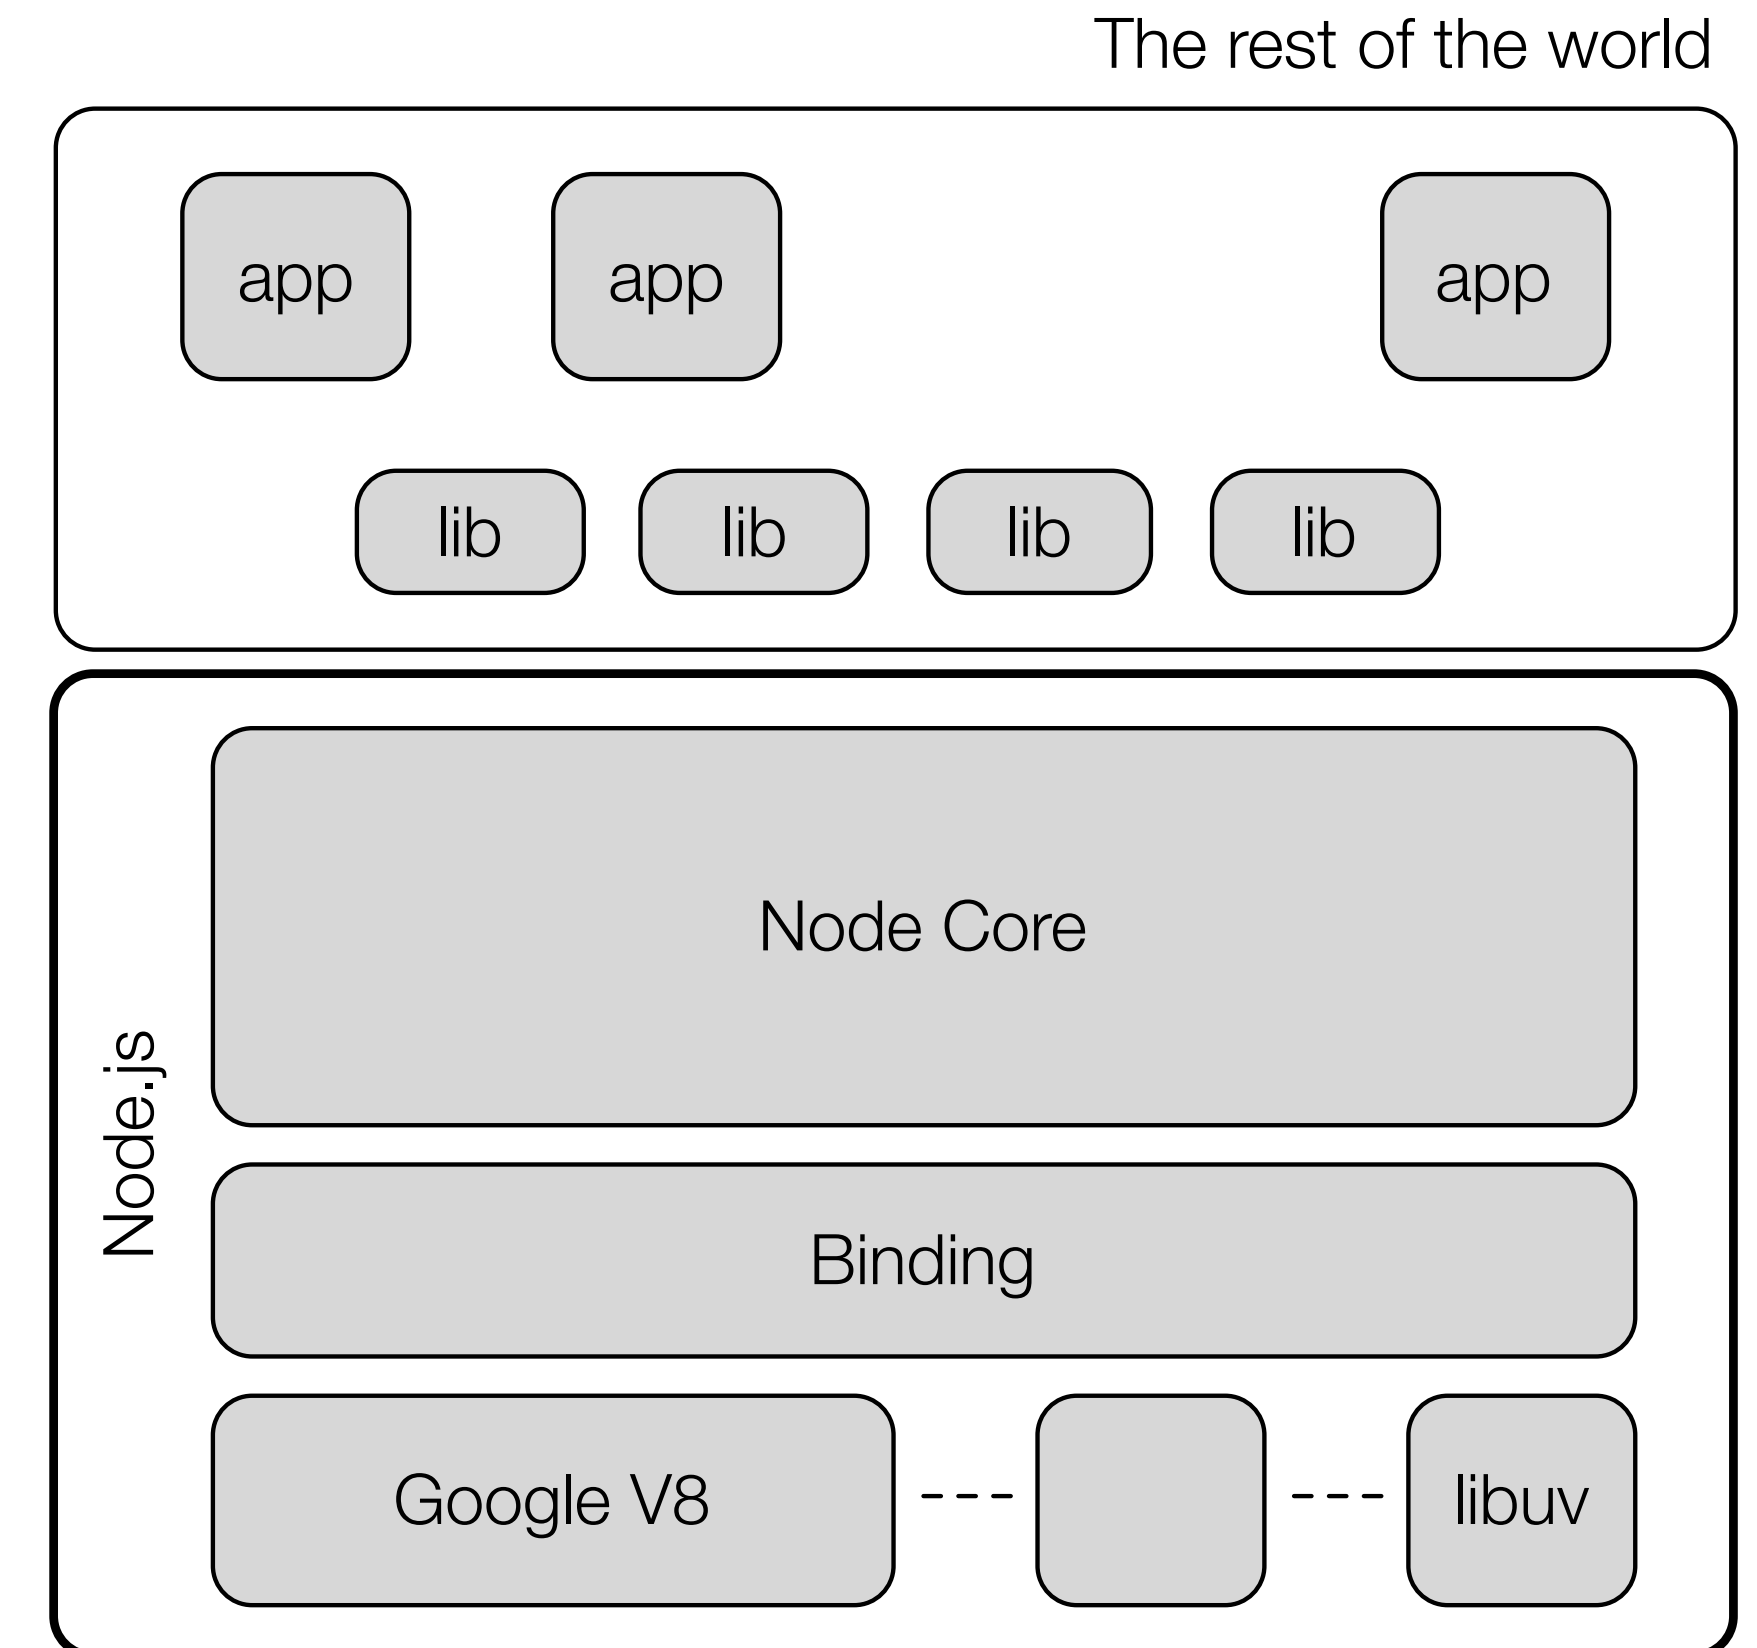 The rest of the world
app
app
app
lib
lib
lib
lib
Node Core
Node.js
Binding
Google V8
libuv